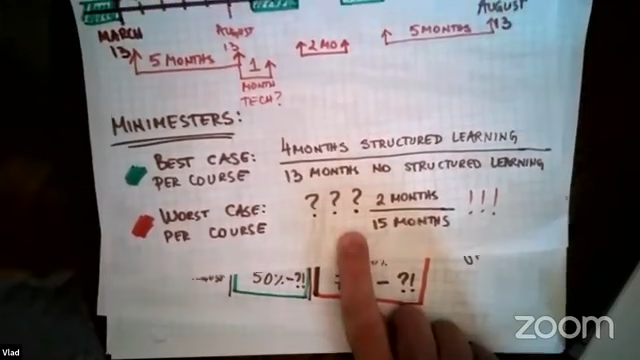 MARCH 13
AUGUST 13
AUGUST 13
5 MONTHS
1 MONTH TECH?
2 MO
5 MONTHS
MINIMESTERS:
BEST CASE: PER COURSE
4 MONTHS STRUCTURED LEARNING
13 MONTHS NO STRUCTURED LEARNING
WORST CASE: PER COURSE
? ? ? 2 MONTHS !!!
15 MONTHS
50%-?!
- ?!
zoom
Vlad